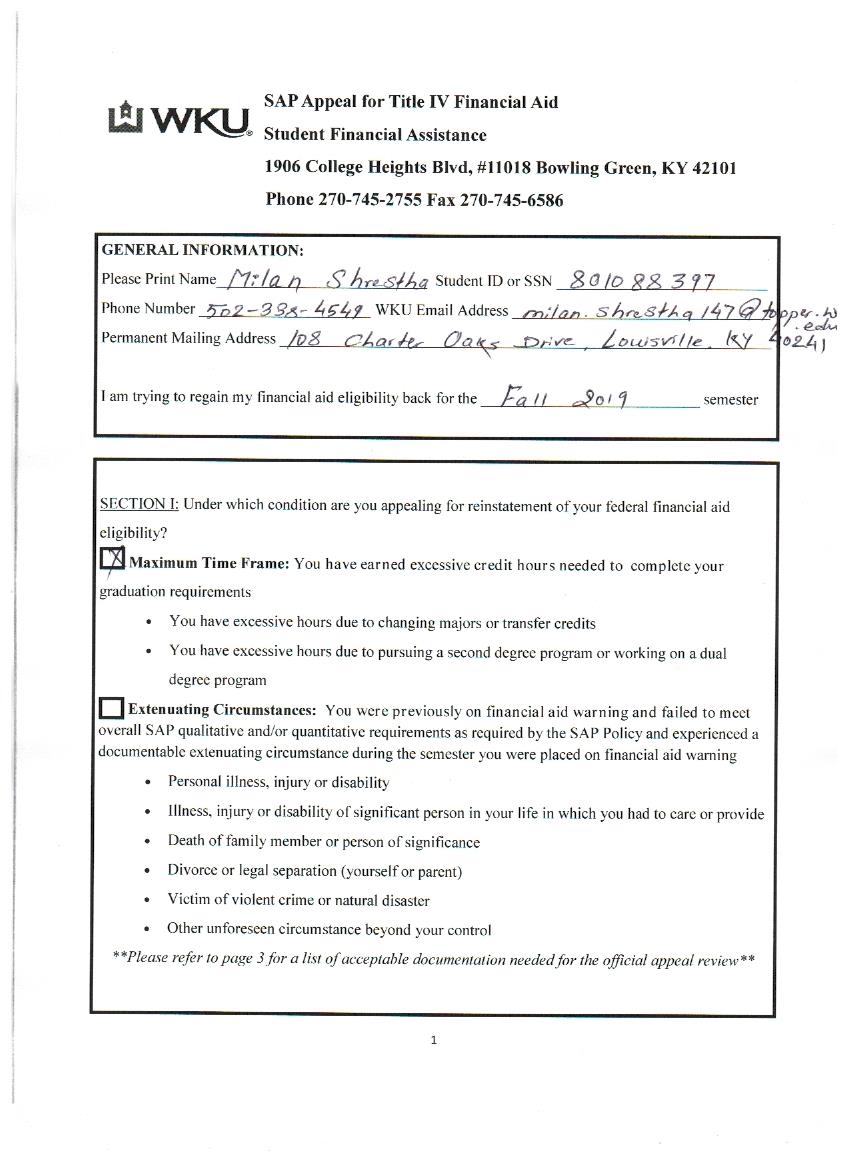 WKU®
SAP Appeal for Title IV Financial Aid
Student Financial Assistance
1906 College Heights Blvd, #11018 Bowling Green, KY 42101
Phone 270-745-2755 Fax 270-745-6586
GENERAL INFORMATION:
Please Print Name Milan Shrestha Student ID or SSN 801088397
Phone Number 502-338-4549 WKU Email Address milan.shrestha147@topper.
.edu
Permanent Mailing Address 108 Charter Oaks Drive, Louisville, KY 40241
I am trying to regain my financial aid eligibility back for the Fall 2019 semester
SECTION I: Under which condition are you appealing for reinstatement of your federal financial aid
eligibility?
Maximum Time Frame: You have earned excessive credit hours needed to complete your
graduation requirements
• You have excessive hours due to changing majors or transfer credits
• You have excessive hours due to pursuing a second degree program or working on a dual
degree program
Extenuating Circumstances: You were previously on financial aid warning and failed to meet
overall SAP qualitative and/or quantitative requirements as required by the SAP Policy and experienced a
documentable extenuating circumstance during the semester you were placed on financial aid warning
• Personal illness, injury or disability
• Illness, injury or disability of significant person in your life in which you had to care or provide
• Death of family member or person of significance
• Divorce or legal separation (yourself or parent)
• Victim of violent crime or natural disaster
• Other unforeseen circumstance beyond your control
**Please refer to page 3 for a list of acceptable documentation needed for the official appeal review**
1